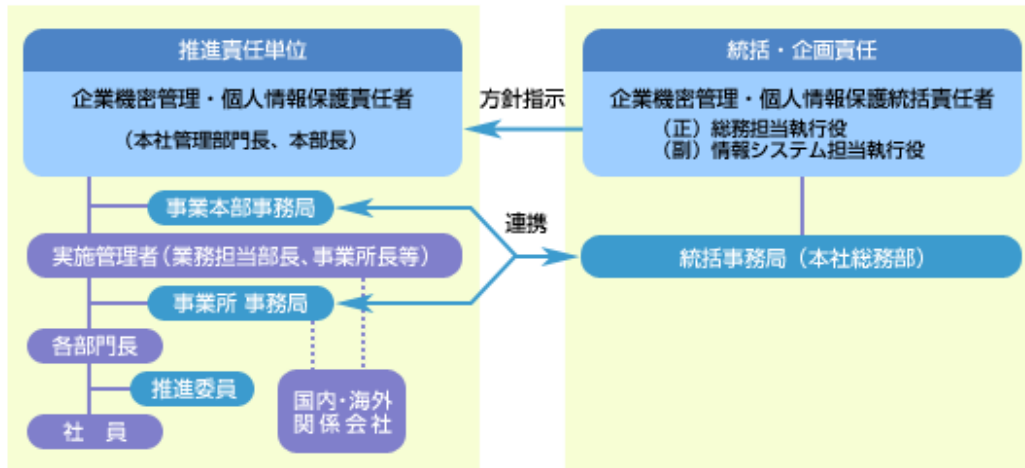 推進責任単位
企業機密管理・個人情報保護責任者
（本社管理部門長、本部長）
方針指示
統括・企画責任
企業機密管理・個人情報保護統括責任者
（正）総務担当執行役
（副）情報システム担当執行役
事業本部事務局
連携
実施管理者（業務担当部長、事業所長等）
統括事務局（本社総務部）
事業所 事務局
各部門長
推進委員
国内・海外
関係会社
社　員